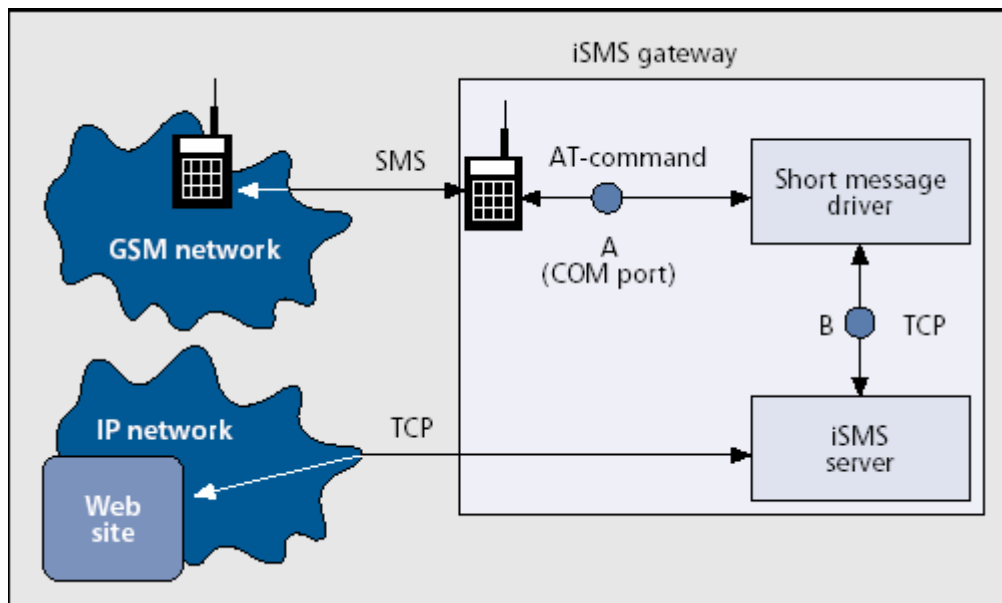 iSMS gateway
SMS
AT-command
Short message
driver
GSM network
A
(COM port)
B
TCP
IP network
TCP
iSMS
server
Web
site